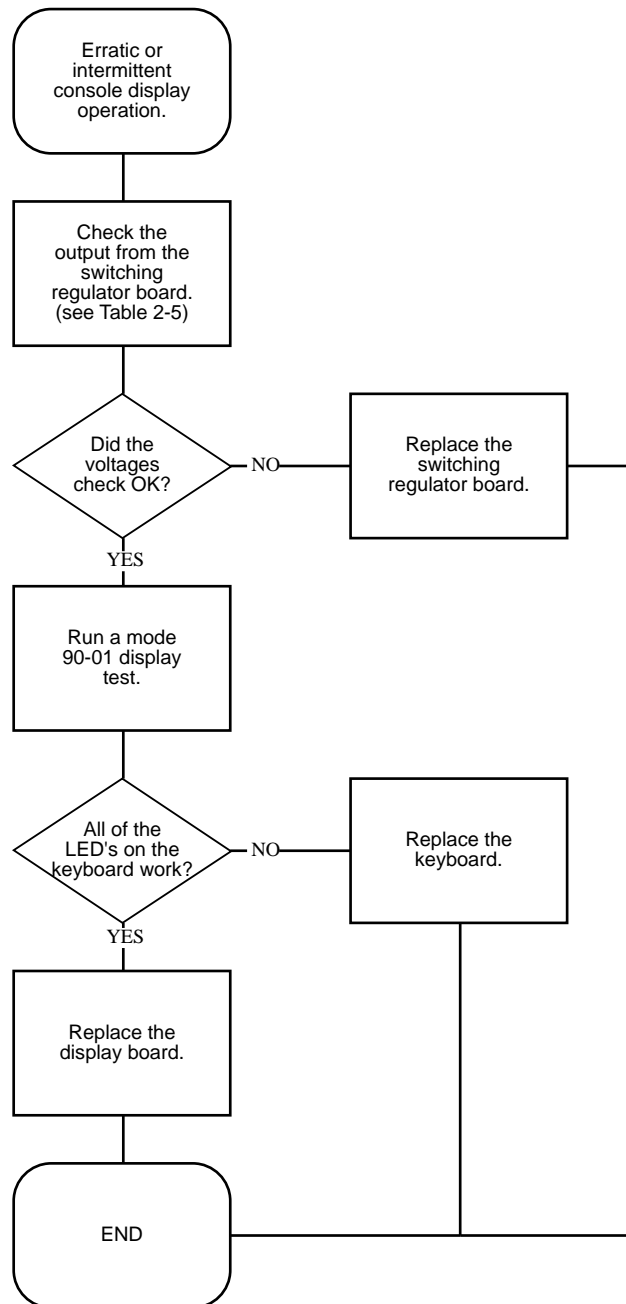 Erratic or
intermittent
console display
operation.
Check the
output from the
switching
regulator board.
(see Table 2-5)
Did the
voltages
check OK?
NO
Replace the
switching
regulator board.
YES
Run a mode
90-01 display
test.
All of the
LED's on the
keyboard work?
NO
Replace the
keyboard.
YES
Replace the
display board.
END